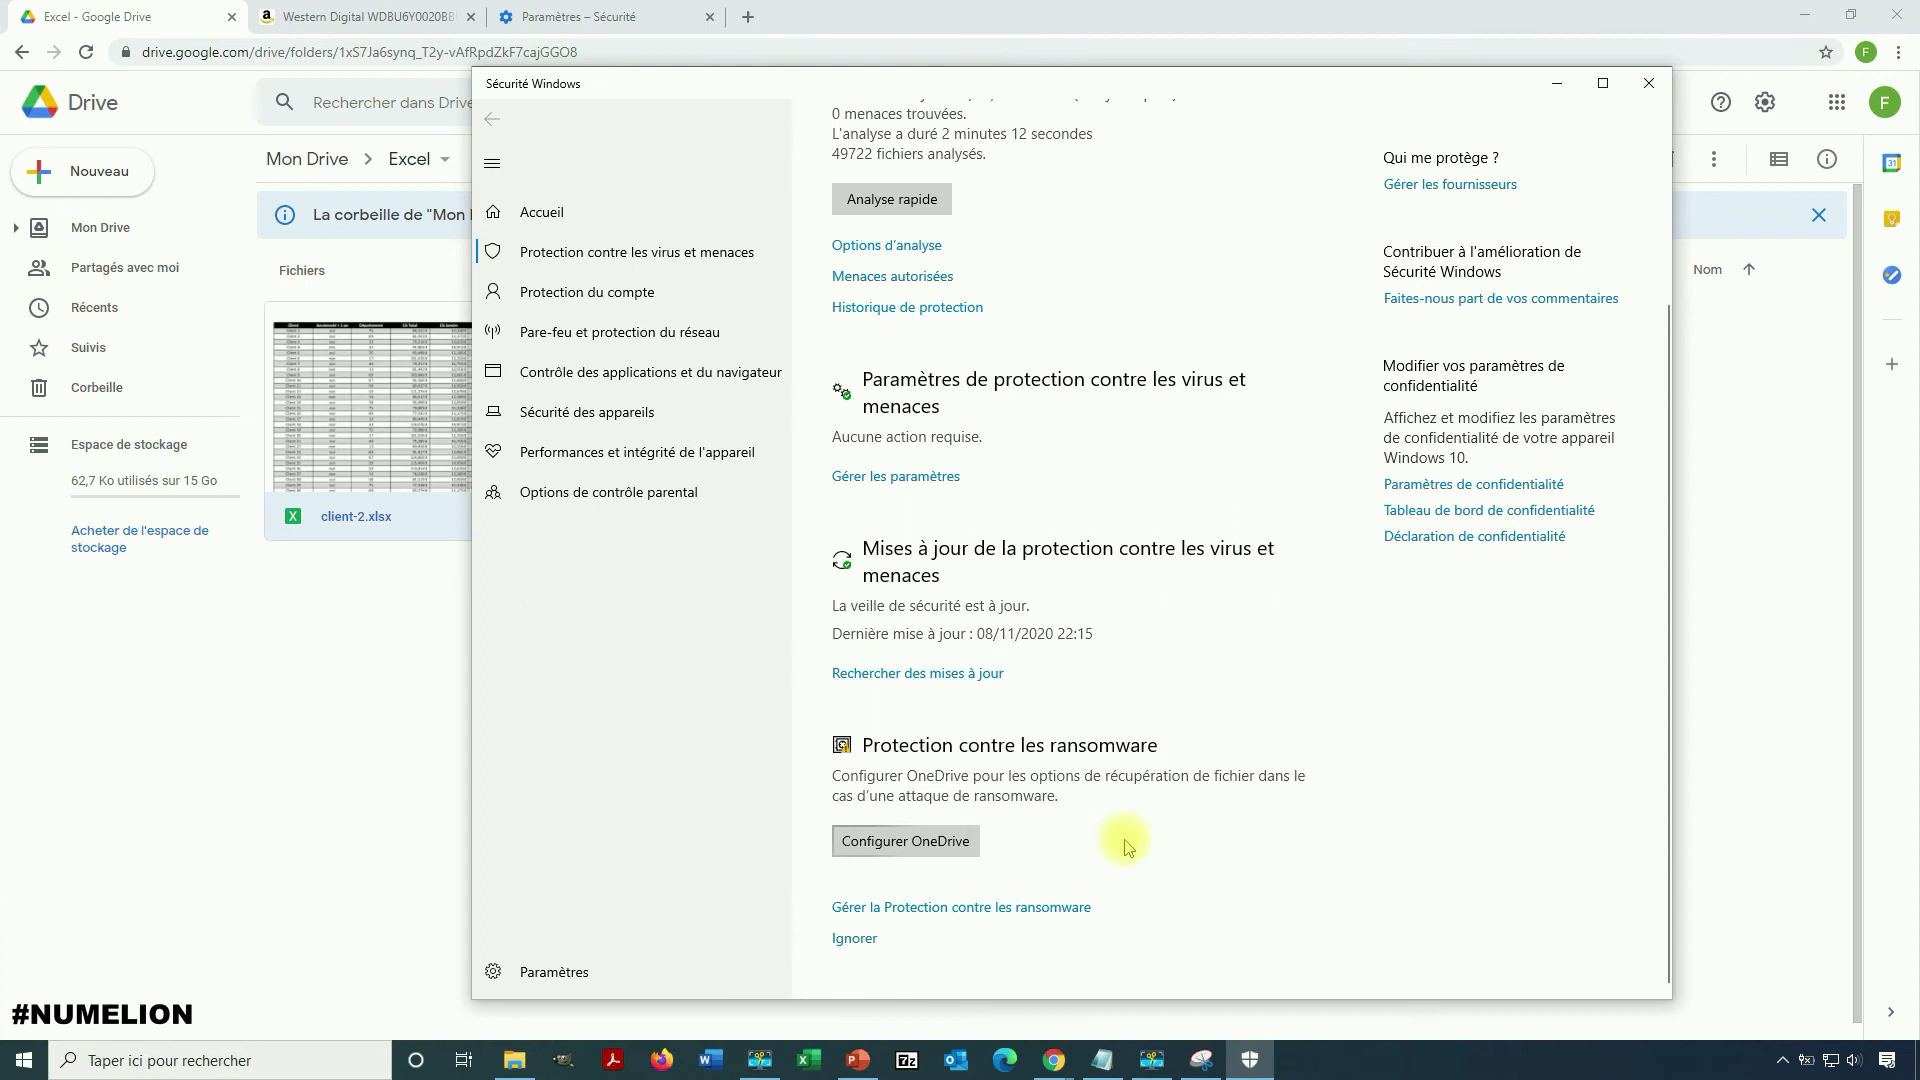 Excel - Google Drive
Western Digital WDBU6Y0020BB
Paramètres – Sécurité
drive.google.com/drive/folders/1xS7Ja6synq_T2y-vAfRpdZkF7cajGGO8
F
Drive
Rechercher dans Drive
F
Nouveau
Mon Drive
Partagés avec moi
Récents
Suivis
Corbeille
Espace de stockage
62,7 Ko utilisés sur 15 Go
Acheter de l'espace de
stockage
Mon Drive
Excel
La corbeille de "Mon
Fichiers
Nom
client-2.xlsx
Sécurité Windows
Accueil
Protection contre les virus et menaces
Protection du compte
Pare-feu et protection du réseau
Contrôle des applications et du navigateur
Sécurité des appareils
Performances et intégrité de l'appareil
Options de contrôle parental
Paramètres
0 menaces trouvées.
L'analyse a duré 2 minutes 12 secondes
49722 fichiers analysés.
Analyse rapide
Options d'analyse
Menaces autorisées
Historique de protection
Paramètres de protection contre les virus et
menaces
Aucune action requise.
Gérer les paramètres
Mises à jour de la protection contre les virus et
menaces
La veille de sécurité est à jour.
Dernière mise à jour : 08/11/2020 22:15
Rechercher des mises à jour
Protection contre les ransomware
Configurer OneDrive pour les options de récupération de fichier dans le
cas d'une attaque de ransomware.
Configurer OneDrive
Gérer la Protection contre les ransomware
Ignorer
Qui me protège ?
Gérer les fournisseurs
Contribuer à l'amélioration de
Sécurité Windows
Faites-nous part de vos commentaires
Modifier vos paramètres de
confidentialité
Affichez et modifiez les paramètres
de confidentialité de votre appareil
Windows 10.
Paramètres de confidentialité
Tableau de bord de confidentialité
Déclaration de confidentialité
31
#NUMELION
Taper ici pour rechercher